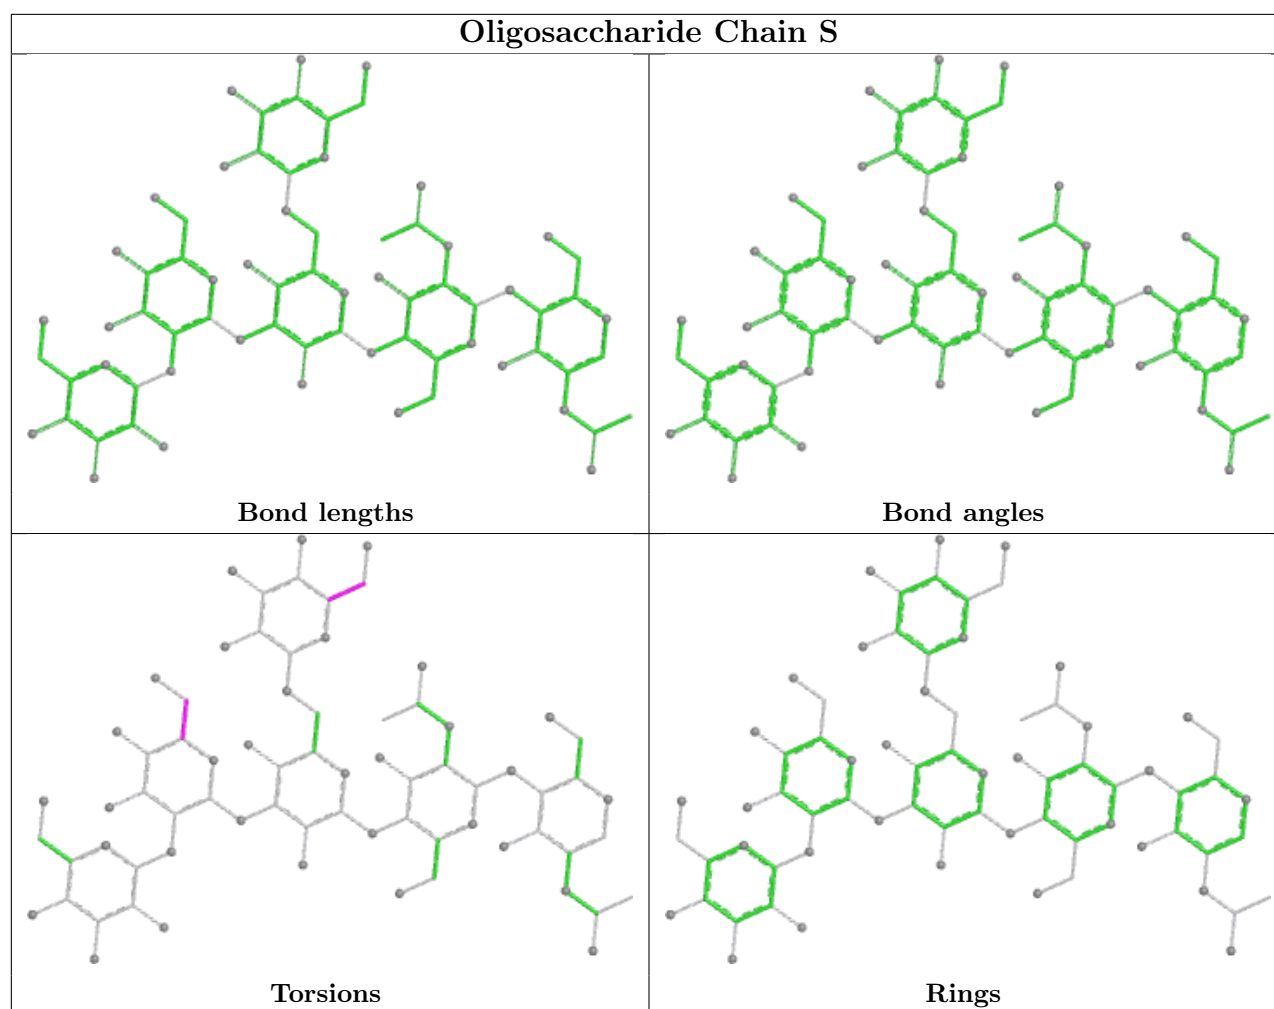 Oligosaccharide Chain S
Bond lengths
Bond angles
Torsions
Rings